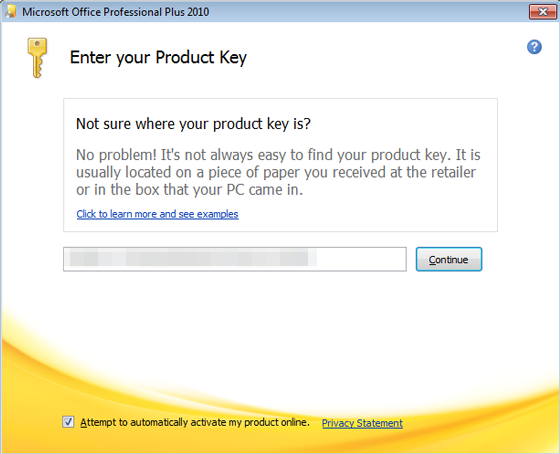 Microsoft Office Professional Plus 2010
Enter your Product Key
Not sure where your product key is?
No problem! It's not always easy to find your product key. It is
usually located on a piece of paper you received at the retailer
or in the box that your PC came in.
Click to learn more and see examples
Continue
Attempt to automatically activate my product online. Privacy Statement